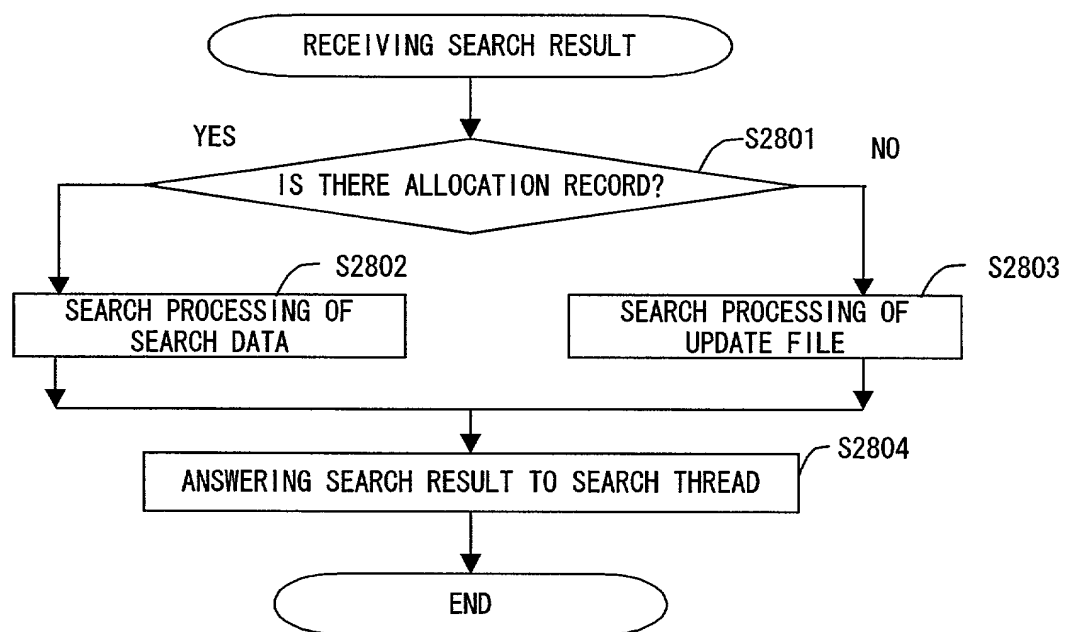 RECEIVING SEARCH RESULT
YES
S2801
NO
IS THERE ALLOCATION RECORD?
S2802
S2803
SEARCH PROCESSING OF
SEARCH DATA
SEARCH PROCESSING OF
UPDATE FILE
S2804
ANSWERING SEARCH RESULT TO SEARCH THREAD
END